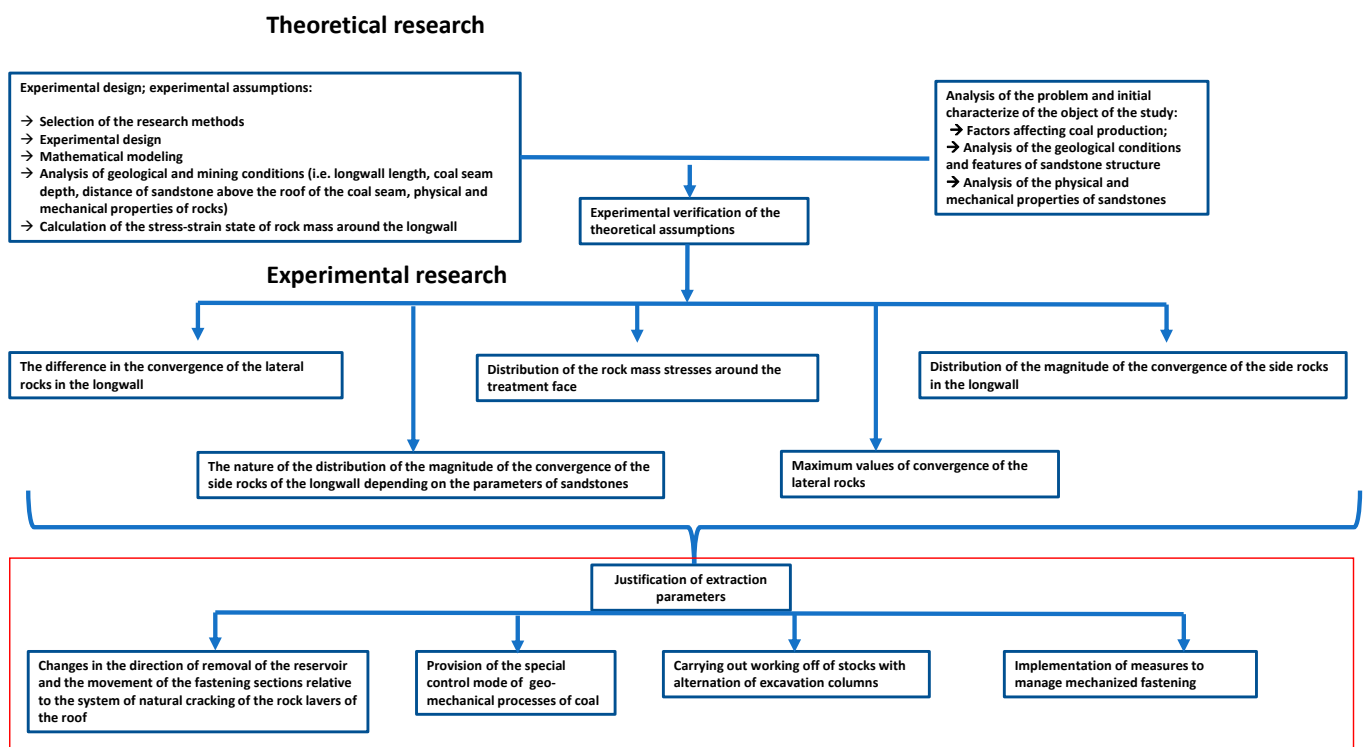 Theoretical research
Experimental design; experimental assumptions:
→ Selection of the research methods
→ Experimental design
→ Mathematical modeling
→ Analysis of geological and mining conditions (i.e. longwall length, coal seam
depth, distance of sandstone above the roof of the coal seam, physical and
mechanical properties of rocks)
→ Calculation of the stress-strain state of rock mass around the longwall
Analysis of the problem and initial
characterize of the object of the study:
→ Factors affecting coal production;
→ Analysis of the geological conditions
and features of sandstone structure
→ Analysis of the physical and
mechanical properties of sandstones
Experimental verification of the
theoretical assumptions
Experimental research
The difference in the convergence of the lateral
rocks in the longwall
Distribution of the rock mass stresses around the
treatment face
Distribution of the magnitude of the convergence of the side rocks
in the longwall
The nature of the distribution of the magnitude of the convergence of the
side rocks of the longwall depending on the parameters of sandstones
Maximum values of convergence of the
lateral rocks
Justification of extraction
parameters
Changes in the direction of removal of the reservoir
and the movement of the fastening sections relative
to the system of natural cracking of the rock lavers of
the roof
Provision of the special
control mode of geo-
mechanical processes of coal
Carrying out working off of stocks with
alternation of excavation columns
Implementation of measures to
manage mechanized fastening